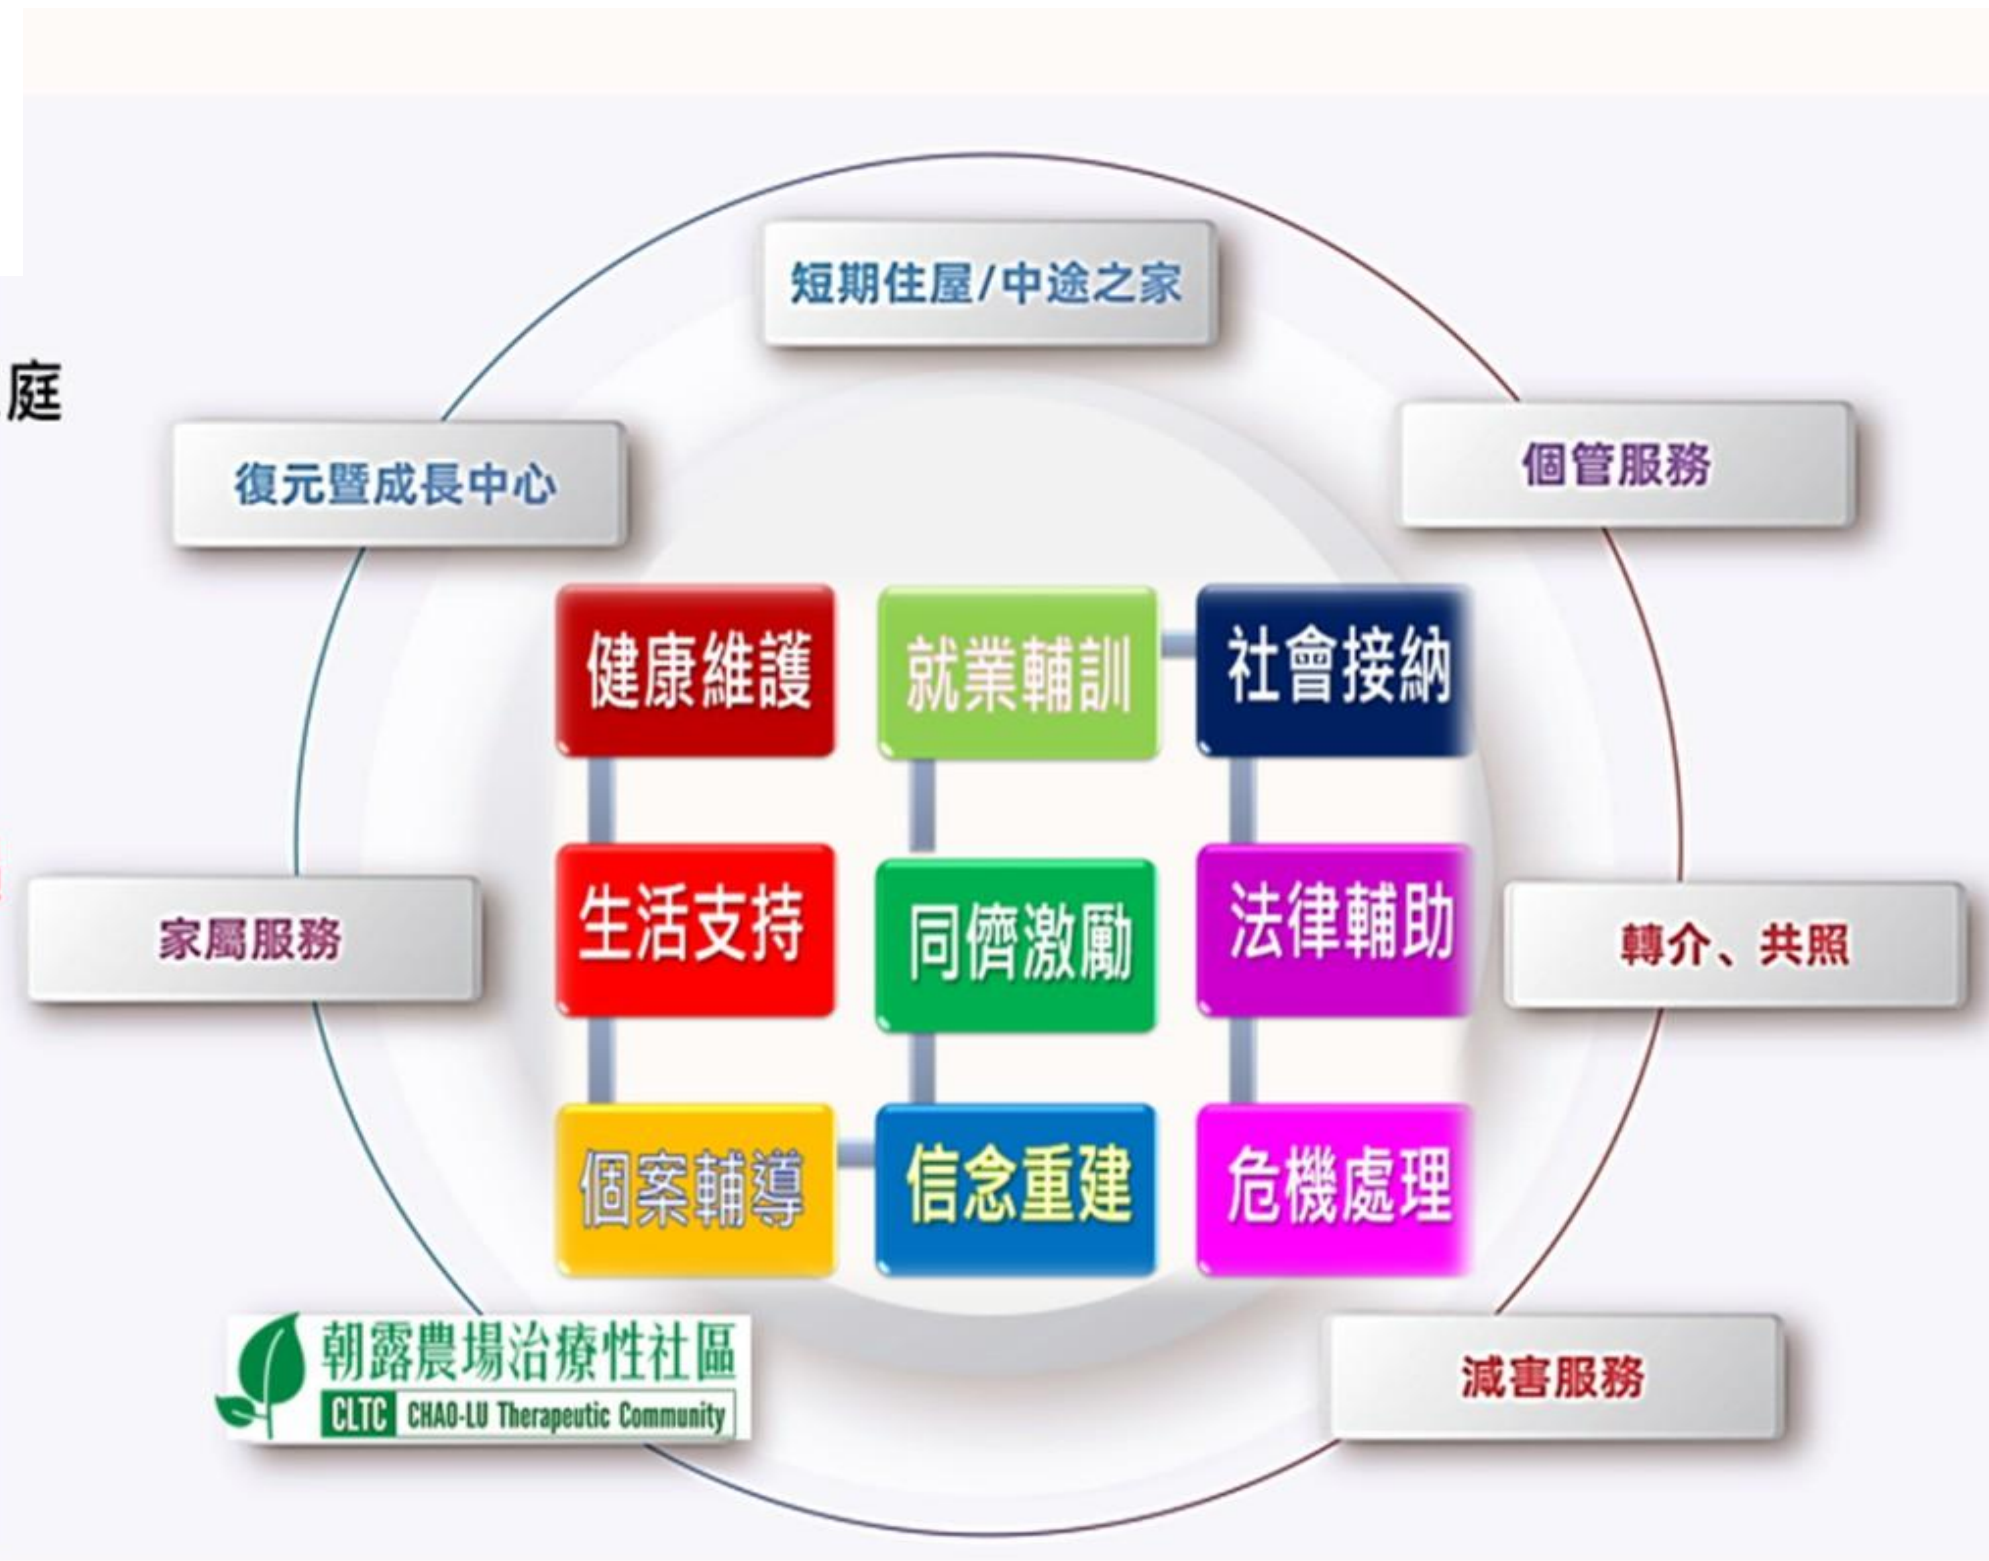 短期住屋/中途之家
庭
個管服務
復元暨成長中心
健康維護
就業輔訓
社會接納
生活支持
同儕激勵
法律輔助
家屬服務
轉介、共照
個案輔導
信念重建
危機處理
朝露農場治療性社區
CLTC CHAO-LU Therapeutic Community
減害服務